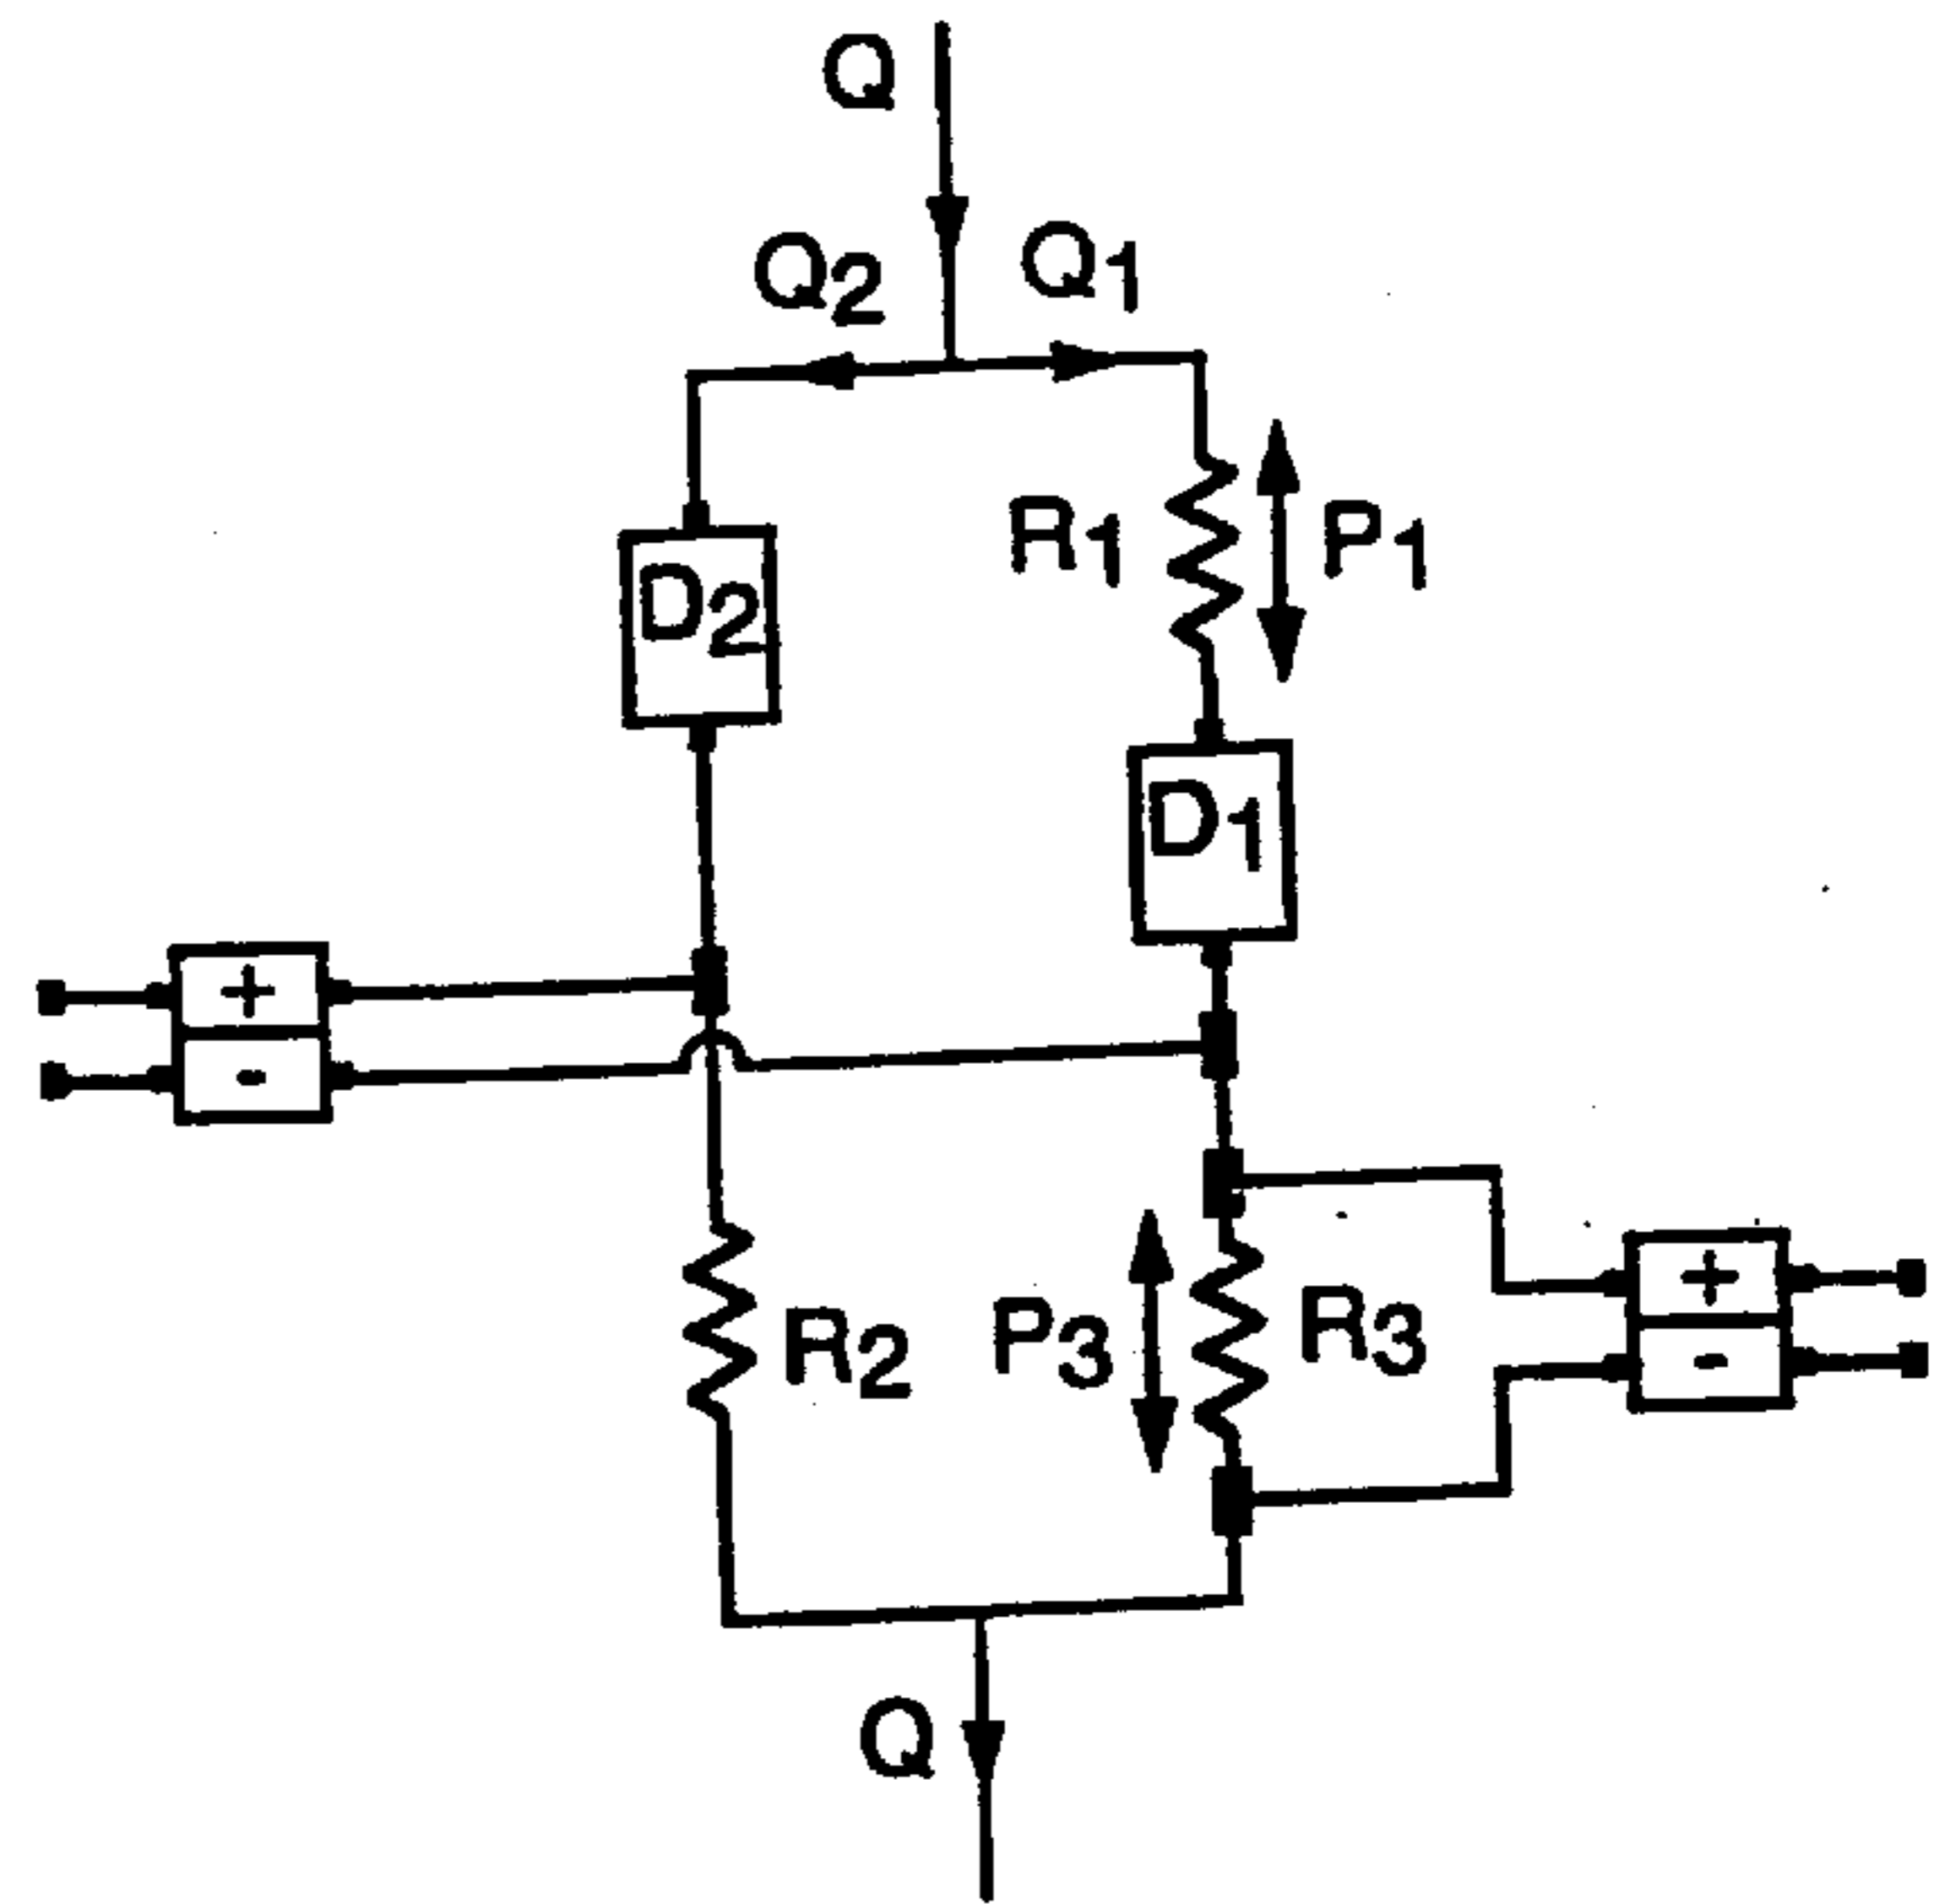 Q
Q2
Q1
R1
P1
D2
D1
+
-
+
-
R2
P3
R3
Q